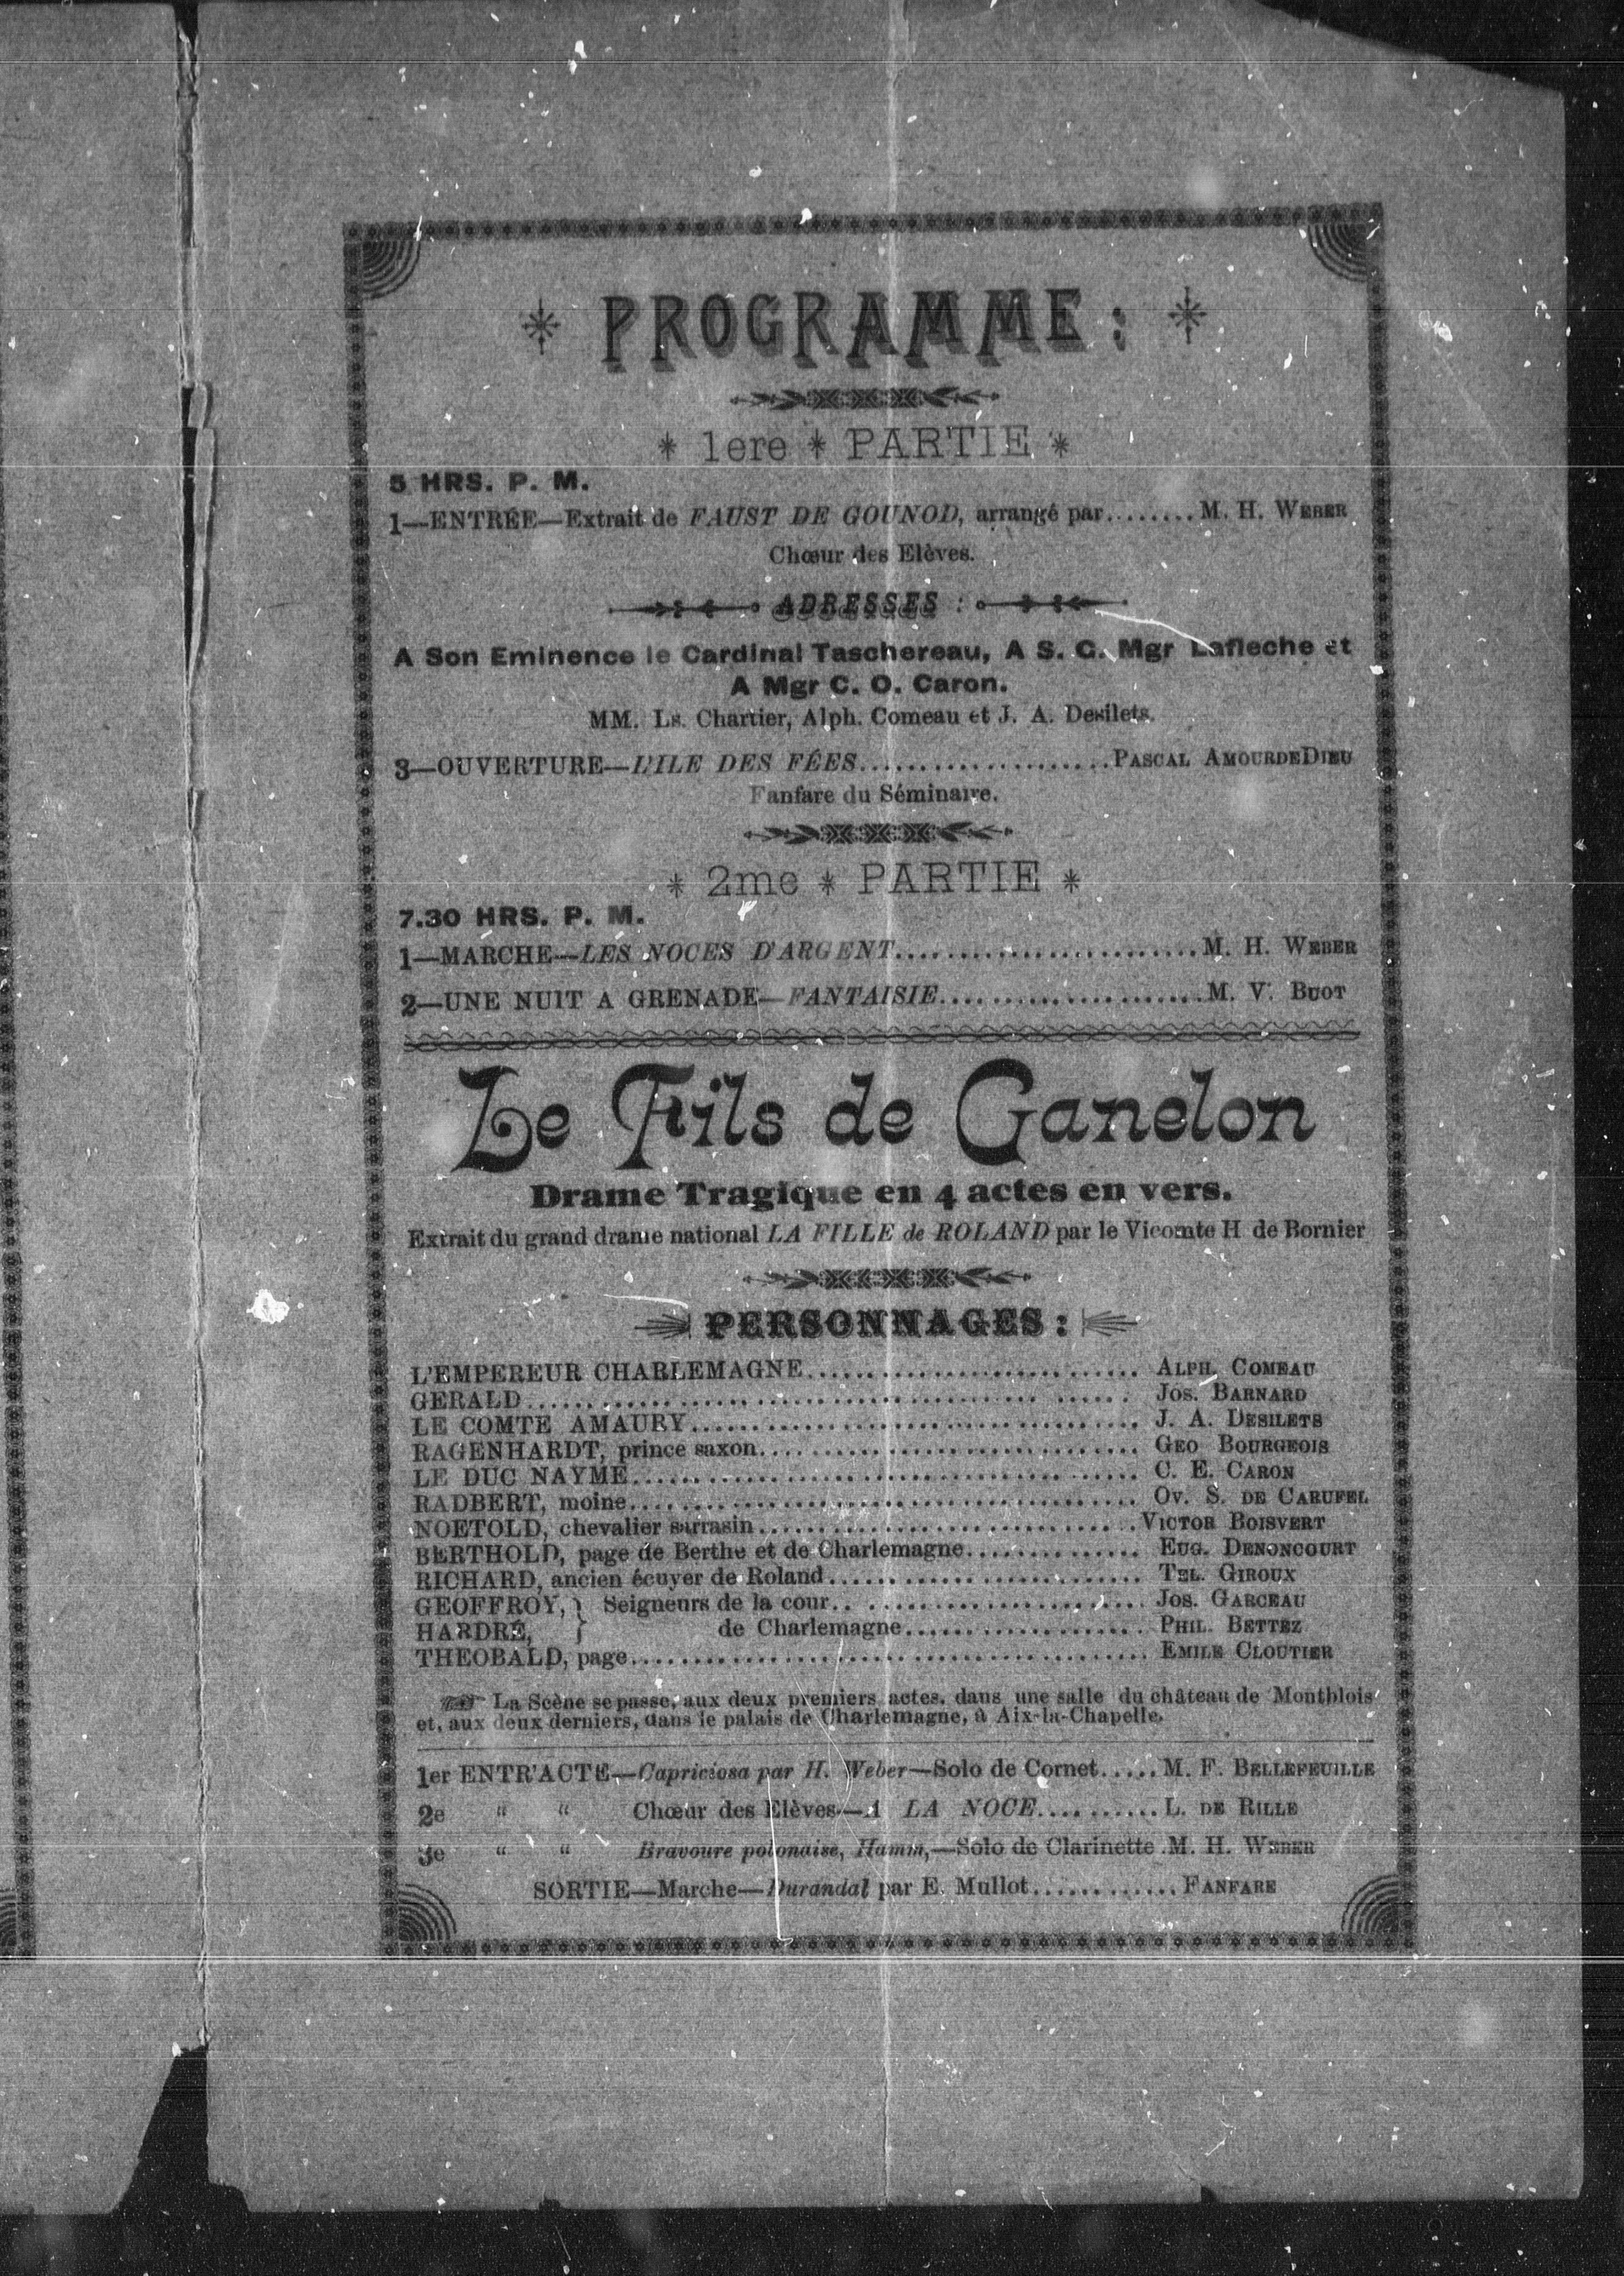 PROGRAMME:
1ere * PARTIE
5 HRS. P. M.
1—ENTRÉE—Extrait de FAUST DE GOUNOD, arrangé par........M. H. WEBER
Chœur des Elèves.
ADRESSES :
A Son Eminence le Cardinal Taschereau, A S. G. Mgr Lafleche et
A Mgr C. O. Caron.
MM. Ls. Chartier, Alph. Comeau et J. A. Desilets.
3—OUVERTURE—L'ILE DES FÉES.....................PASCAL AMOURDEDIEU
Fanfare du Séminaire.
2me * PARTIE
7.30 HRS. P. M.
1—MARCHE—LES NOCES D'ARGENT........................M. H. WEBER
2—UNE NUIT A GRENADE—FANTAISIE.....................M. V. BUOT
Le Fils de Ganelon
Drame Tragique en 4 actes en vers.
Extrait du grand drame national LA FILLE de ROLAND par le Vicomte H de Bornier
PERSONNAGES :
L'EMPEREUR CHARLEMAGNE............................ ALPH. COMEAU
GERALD.................................................. JOS. BARNARD
LE COMTE AMAURY..................................... J. A. DESILETS
RAGENHARDT, prince saxon.............................. GEO BOURGEOIS
LE DUC NAYME......................................... C. E. CARON
RADBERT, moine......................................... OV. S. DE CARUFEL
NOETOLD, chevalier sarrasin..............................VICTOR BOISVERT
BERTHOLD, page de Berthe et de Charlemagne.............. EUG. DENONCOURT
RICHARD, ancien écuyer de Roland......................... TEL. GIROUX
GEOFFROY, } Seigneurs de la cour.. ...................... JOS. GARCEAU
HARDRÉ, } de Charlemagne................... PHIL. BETTEZ
THEOBALD, page......................................... EMILE CLOUTIER
La Scène se passe, aux deux premiers actes, dans une salle du château de Montblois
et, aux deux derniers, dans le palais de Charlemagne, à Aix-la-Chapelle.
1er ENTR'ACTE—Capriciosa par H. Weber—Solo de Cornet.....M. F. BELLEFEUILLE
2e " " Chœur des Elèves—A LA NOCE..........L. DE RILLE
3e " " Bravoure polonaise, Hamm,—Solo de Clarinette .M. H. WEBER
SORTIE—Marche—Durandal par E. Mullot............FANFARE